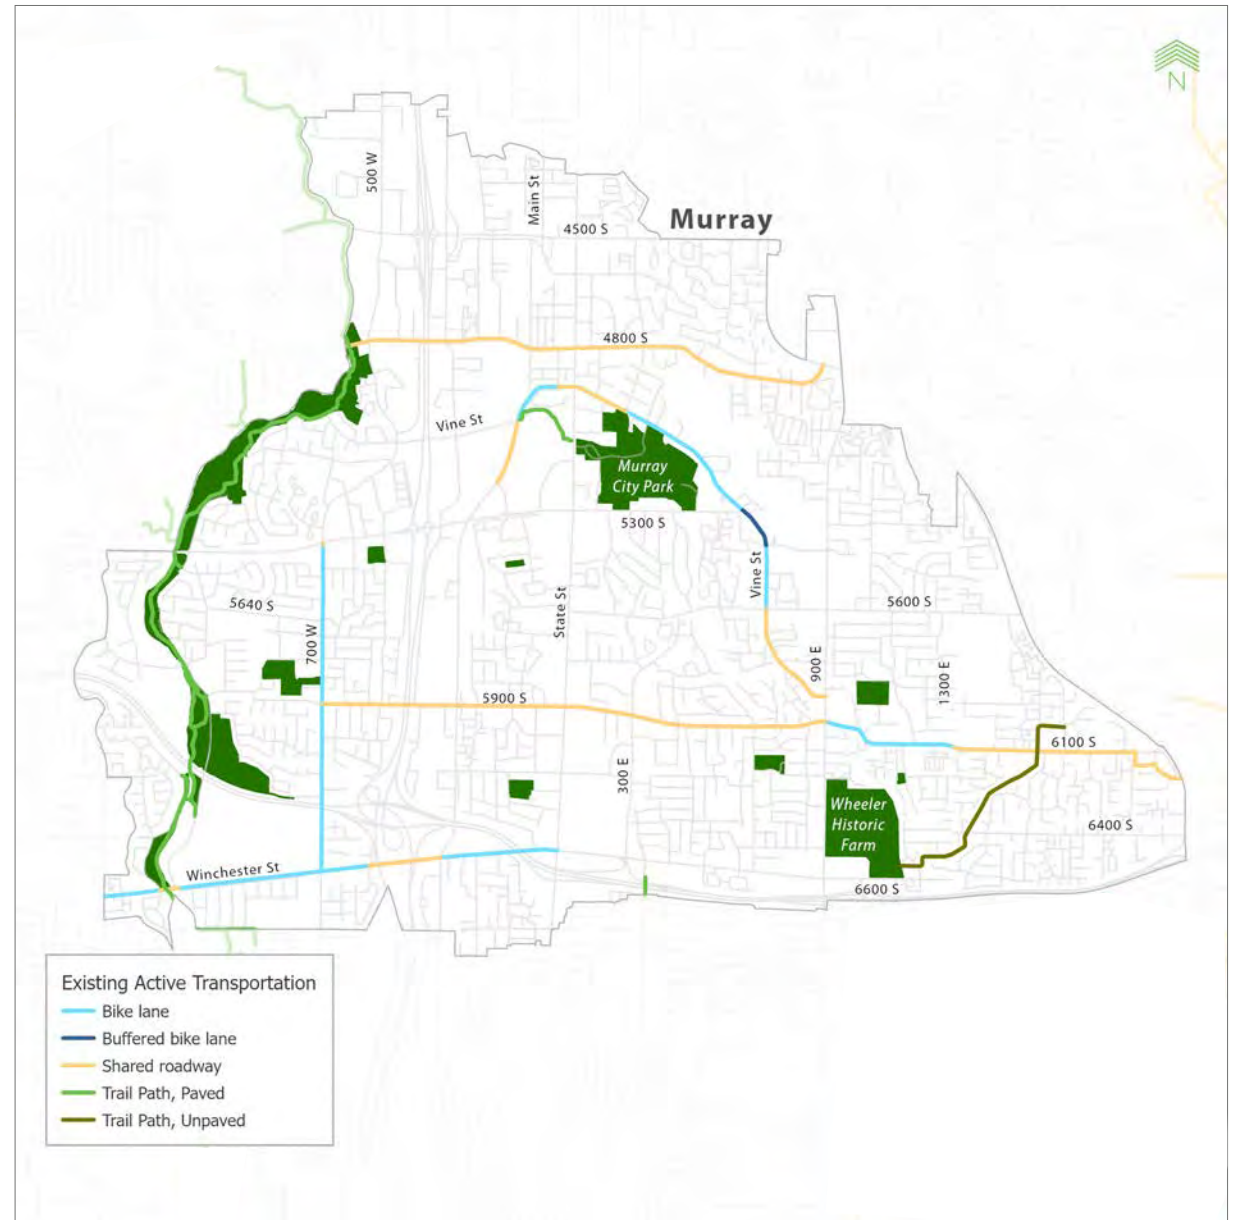 N
500 W
Main St
Murray
4500 S
4800 S
Vine St
Murray
City Park
5300 S
Vine St
5640 S
State St
5600 S
700 W
900 E
1300 E
5900 S
6100 S
300 E
Wheeler
Historic
Farm
6400 S
Winchester St
6600 S
Existing Active Transportation
Bike lane
Buffered bike lane
Shared roadway
Trail Path, Paved
Trail Path, Unpaved